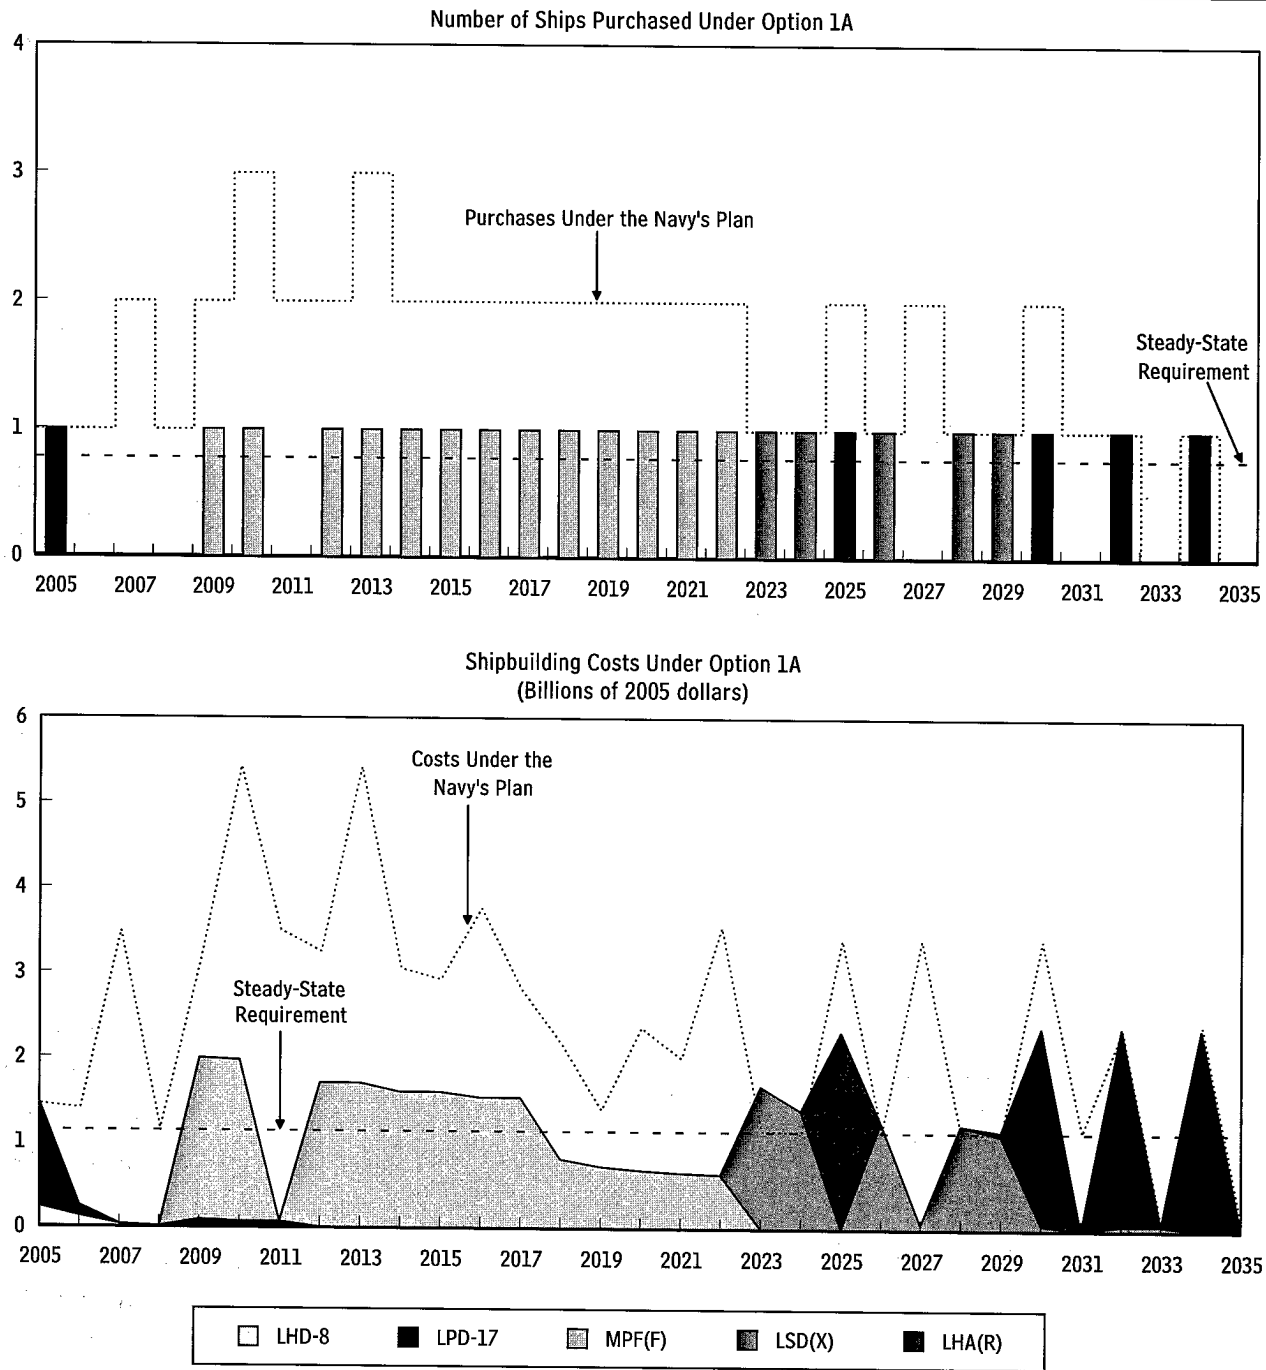 Number of Ships Purchased Under Option 1A
4
3
Purchases Under the Navy's Plan
2
Steady-State
Requirement
1
0
2005 2007 2009 2011 2013 2015 2017 2019 2021 2023 2025 2027 2029 2031 2033 2035
Shipbuilding Costs Under Option 1A
(Billions of 2005 dollars)
6
Costs Under the
Navy's Plan
5
4
3
Steady-State
Requirement
2
1
0
2005 2007 2009 2011 2013 2015 2017 2019 2021 2023 2025 2027 2029 2031 2033 2035
LHD-8 LPD-17 MPF(F) LSD(X) LHA(R)